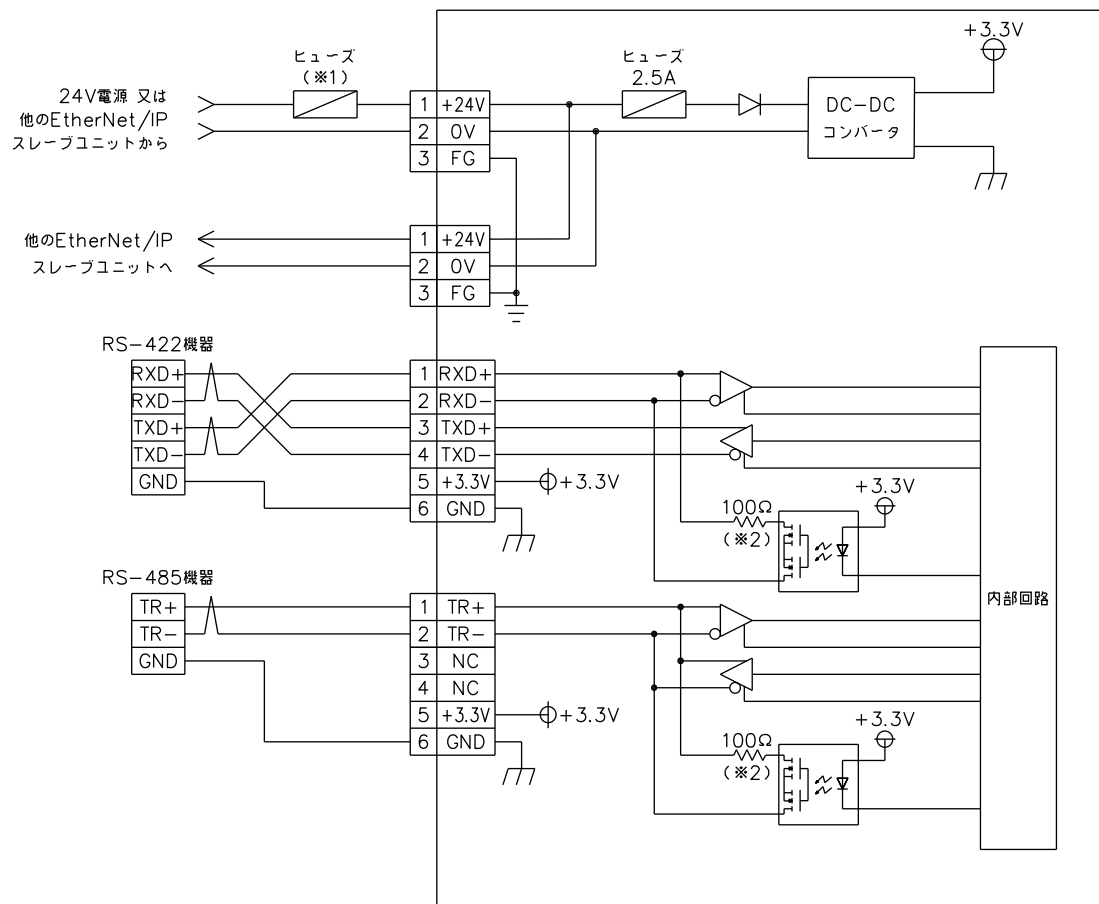 +3.3V
ヒューズ
(※1)
ヒューズ
2.5A
24V電源 又は
他のEtherNet/IP
スレーブユニットから
1 +24V
2 0V
3 FG
DC-DC
コンバータ
他のEtherNet/IP
スレーブユニットへ
1 +24V
2 0V
3 FG
RS-422機器
RXD+
RXD-
TXD+
TXD-
GND
1 RXD+
2 RXD-
3 TXD+
4 TXD-
5 +3.3V
6 GND
+3.3V
+3.3V
100Ω
(※2)
内部回路
RS-485機器
TR+
TR-
GND
1 TR+
2 TR-
3 NC
4 NC
5 +3.3V
6 GND
+3.3V
+3.3V
100Ω
(※2)